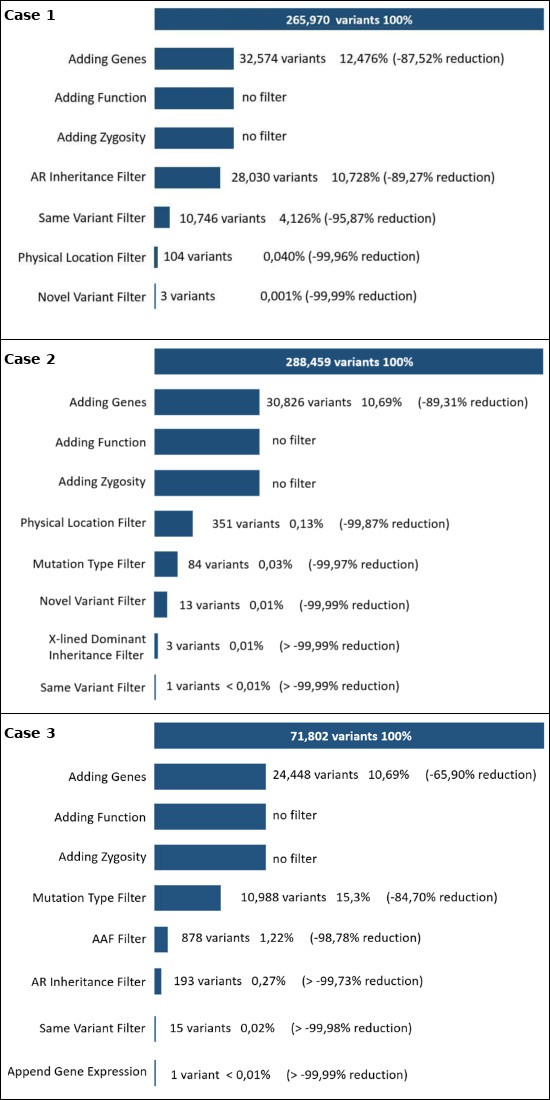 Case 1
265,970 variants 100%
Adding Genes 32,574 variants 12,476% (-87,52% reduction)
Adding Function no filter
Adding Zygosity no filter
AR Inheritance Filter 28,030 variants 10,728% (-89,27% reduction)
Same Variant Filter 10,746 variants 4,126% (-95,87% reduction)
Physical Location Filter 104 variants 0,040% (-99,96% reduction)
Novel Variant Filter 3 variants 0,001% (-99,99% reduction)
Case 2
288,459 variants 100%
Adding Genes 30,826 variants 10,69% (-89,31% reduction)
Adding Function no filter
Adding Zygosity no filter
Physical Location Filter 351 variants 0,13% (-99,87% reduction)
Mutation Type Filter 84 variants 0,03% (-99,97% reduction)
Novel Variant Filter 13 variants 0,01% (-99,99% reduction)
X-lined Dominant
Inheritance Filter 3 variants 0,01% (> -99,99% reduction)
Same Variant Filter 1 variants < 0,01% (> -99,99% reduction)
Case 3
71,802 variants 100%
Adding Genes 24,448 variants 10,69% (-65,90% reduction)
Adding Function no filter
Adding Zygosity no filter
Mutation Type Filter 10,988 variants 15,3% (-84,70% reduction)
AAF Filter 878 variants 1,22% (-98,78% reduction)
AR Inheritance Filter 193 variants 0,27% (> -99,73% reduction)
Same Variant Filter 15 variants 0,02% (> -99,98% reduction)
Append Gene Expression 1 variant < 0,01% (> -99,99% reduction)